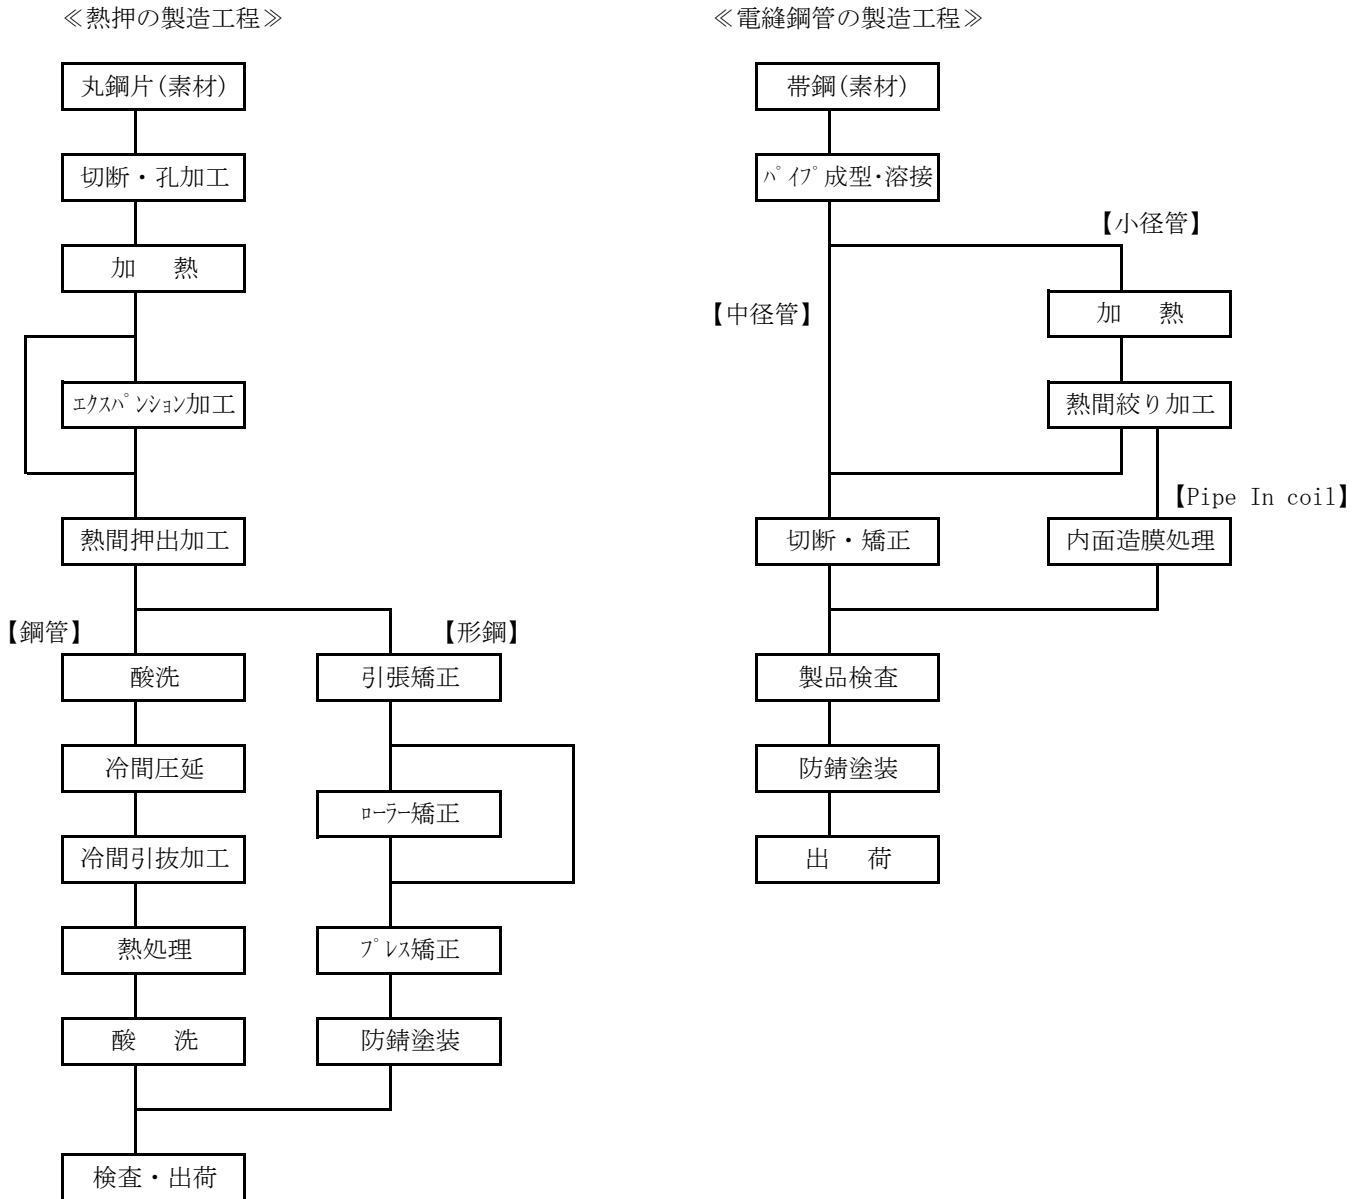 ≪熱押の製造工程≫
丸鋼片(素材)
切断・孔加工
加　熱
ｴｸｽﾊﾟﾝｼｮﾝ加工
熱間押出加工
【鋼管】
【形鋼】
酸洗
引張矯正
冷間圧延
ﾛｰﾗｰ矯正
冷間引抜加工
熱処理
ﾌﾟﾚｽ矯正
酸　洗
防錆塗装
検査・出荷
≪電縫鋼管の製造工程≫
帯鋼(素材)
ﾊﾟｲﾌﾟ成型･溶接
【小径管】
【中径管】
加　熱
熱間絞り加工
【Pipe In coil】
切断・矯正
内面造膜処理
製品検査
防錆塗装
出　荷